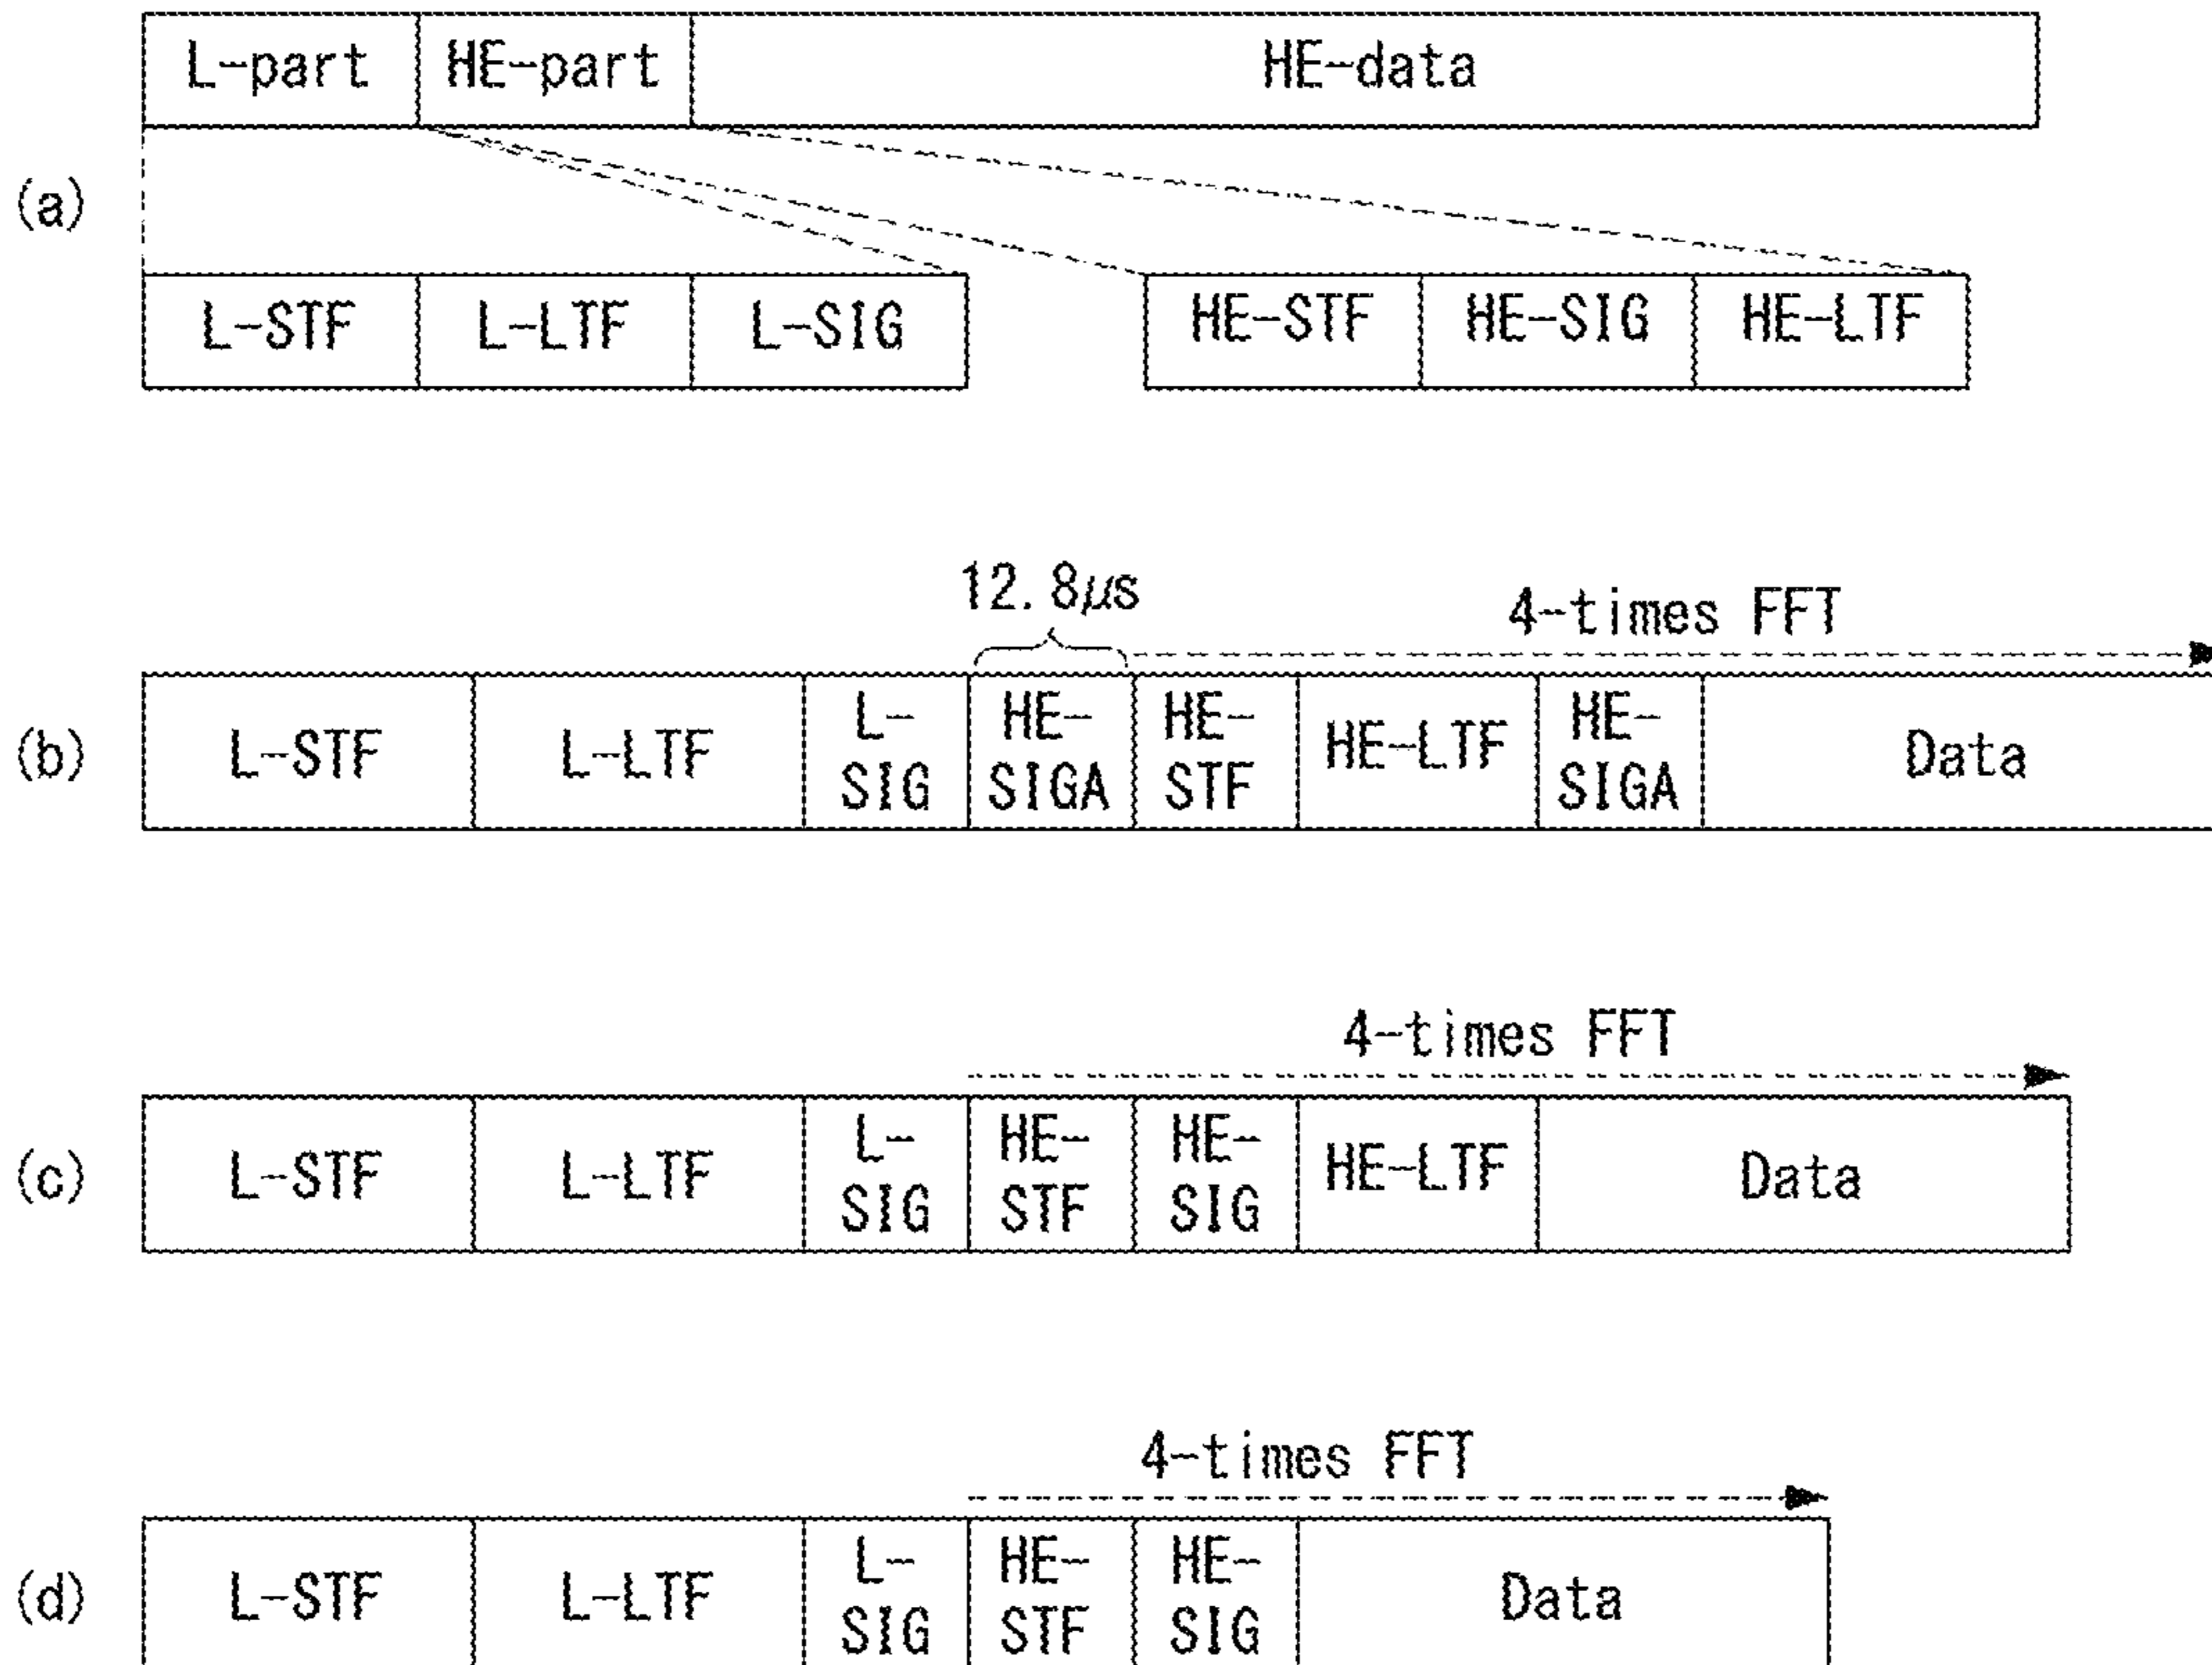 L-part HE-part HE-data
(a)
L-STF L-LTF L-SIG HE-STF HE-SIG HE-LTF
12.8μs
4-times FFT
(b)
L-STF L-LTF L-
SIG HE-
SIGA HE-
STF HE-LTF HE-
SIGA Data
4-times FFT
(c)
L-STF L-LTF L-
SIG HE-
STF HE-
SIG HE-LTF Data
4-times FFT
(d)
L-STF L-LTF L-
SIG HE-
STF HE-
SIG Data